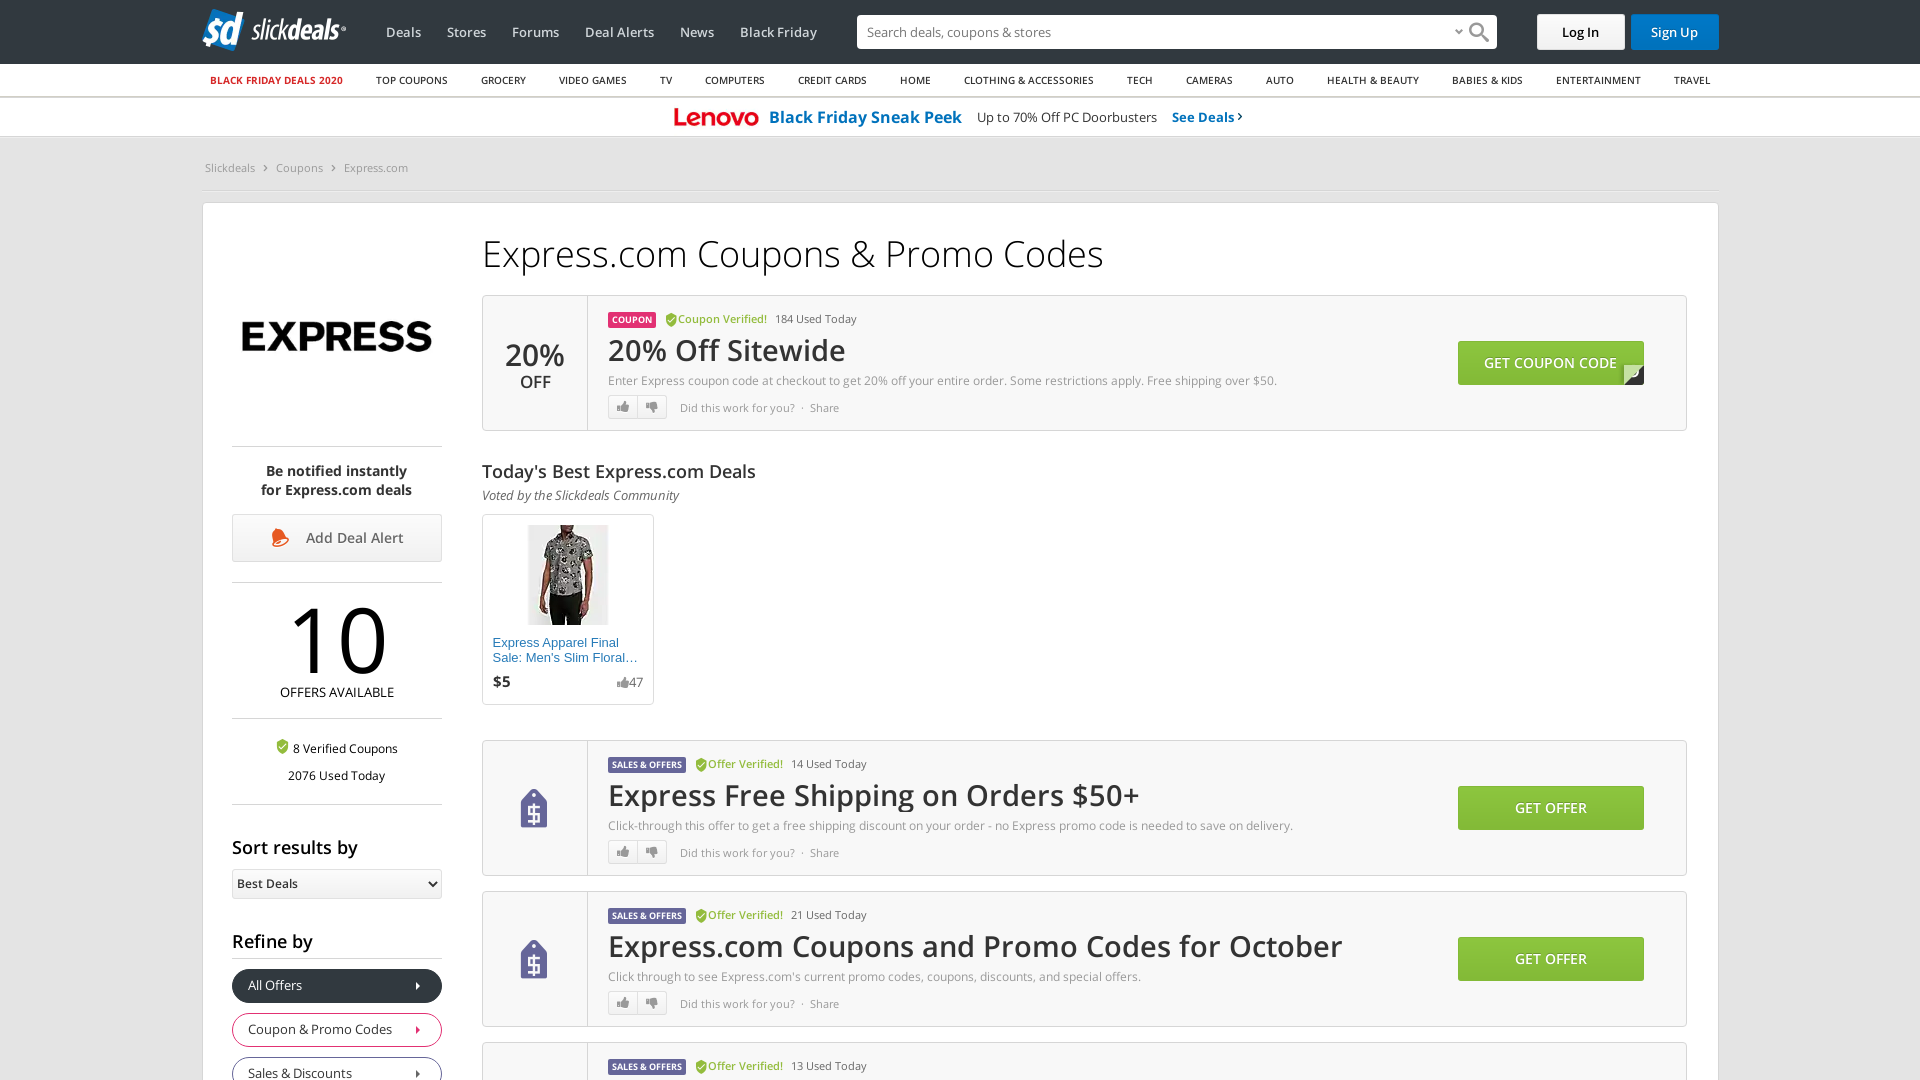 sd slickdeals
Deals
Stores
Forums
Deal Alerts
News
Black Friday
Search deals, coupons & stores
Log In
Sign Up
BLACK FRIDAY DEALS 2020
TOP COUPONS
GROCERY
VIDEO GAMES
TV
COMPUTERS
CREDIT CARDS
HOME
CLOTHING & ACCESSORIES
TECH
CAMERAS
AUTO
HEALTH & BEAUTY
BABIES & KIDS
ENTERTAINMENT
TRAVEL
Lenovo Black Friday Sneak Peek Up to 70% Off PC Doorbusters See Deals
Slickdeals > Coupons > Express.com
EXPRESS
Be notified instantly
for Express.com deals
Add Deal Alert
10
OFFERS AVAILABLE
8 Verified Coupons
2076 Used Today
Sort results by
Best Deals
Refine by
All Offers
Coupon & Promo Codes
Sales & Discounts
Express.com Coupons & Promo Codes
20%
OFF
COUPON Coupon Verified! 184 Used Today
20% Off Sitewide
Enter Express coupon code at checkout to get 20% off your entire order. Some restrictions apply. Free shipping over $50.
Did this work for you? · Share
GET COUPON CODE
Today's Best Express.com Deals
Voted by the Slickdeals Community
Express Apparel Final
Sale: Men's Slim Floral…
$5
47
SALES & OFFERS Offer Verified! 14 Used Today
Express Free Shipping on Orders $50+
Click-through this offer to get a free shipping discount on your order - no Express promo code is needed to save on delivery.
Did this work for you? · Share
GET OFFER
SALES & OFFERS Offer Verified! 21 Used Today
Express.com Coupons and Promo Codes for October
Click through to see Express.com's current promo codes, coupons, discounts, and special offers.
Did this work for you? · Share
GET OFFER
SALES & OFFERS Offer Verified! 13 Used Today